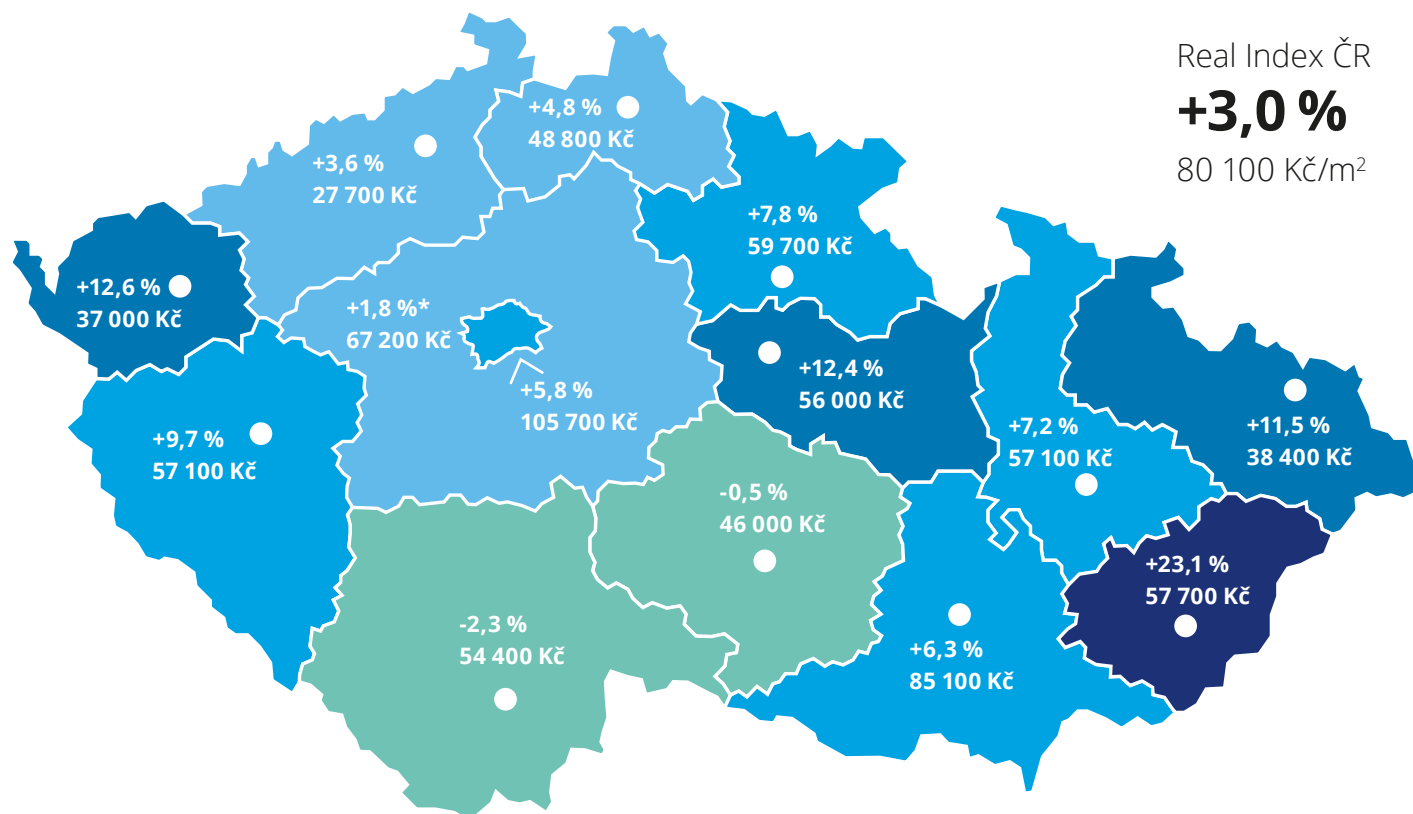 Real Index ČR
+3,0 %
80 100 Kč/m²
+4,8 %
48 800 Kč
+3,6 %
27 700 Kč
+7,8 %
59 700 Kč
+12,6 %
37 000 Kč
+1,8 %*
67 200 Kč
+5,8 %
105 700 Kč
+12,4 %
56 000 Kč
+9,7 %
57 100 Kč
+7,2 %
57 100 Kč
+11,5 %
38 400 Kč
-0,5 %
46 000 Kč
+23,1 %
57 700 Kč
-2,3 %
54 400 Kč
+6,3 %
85 100 Kč